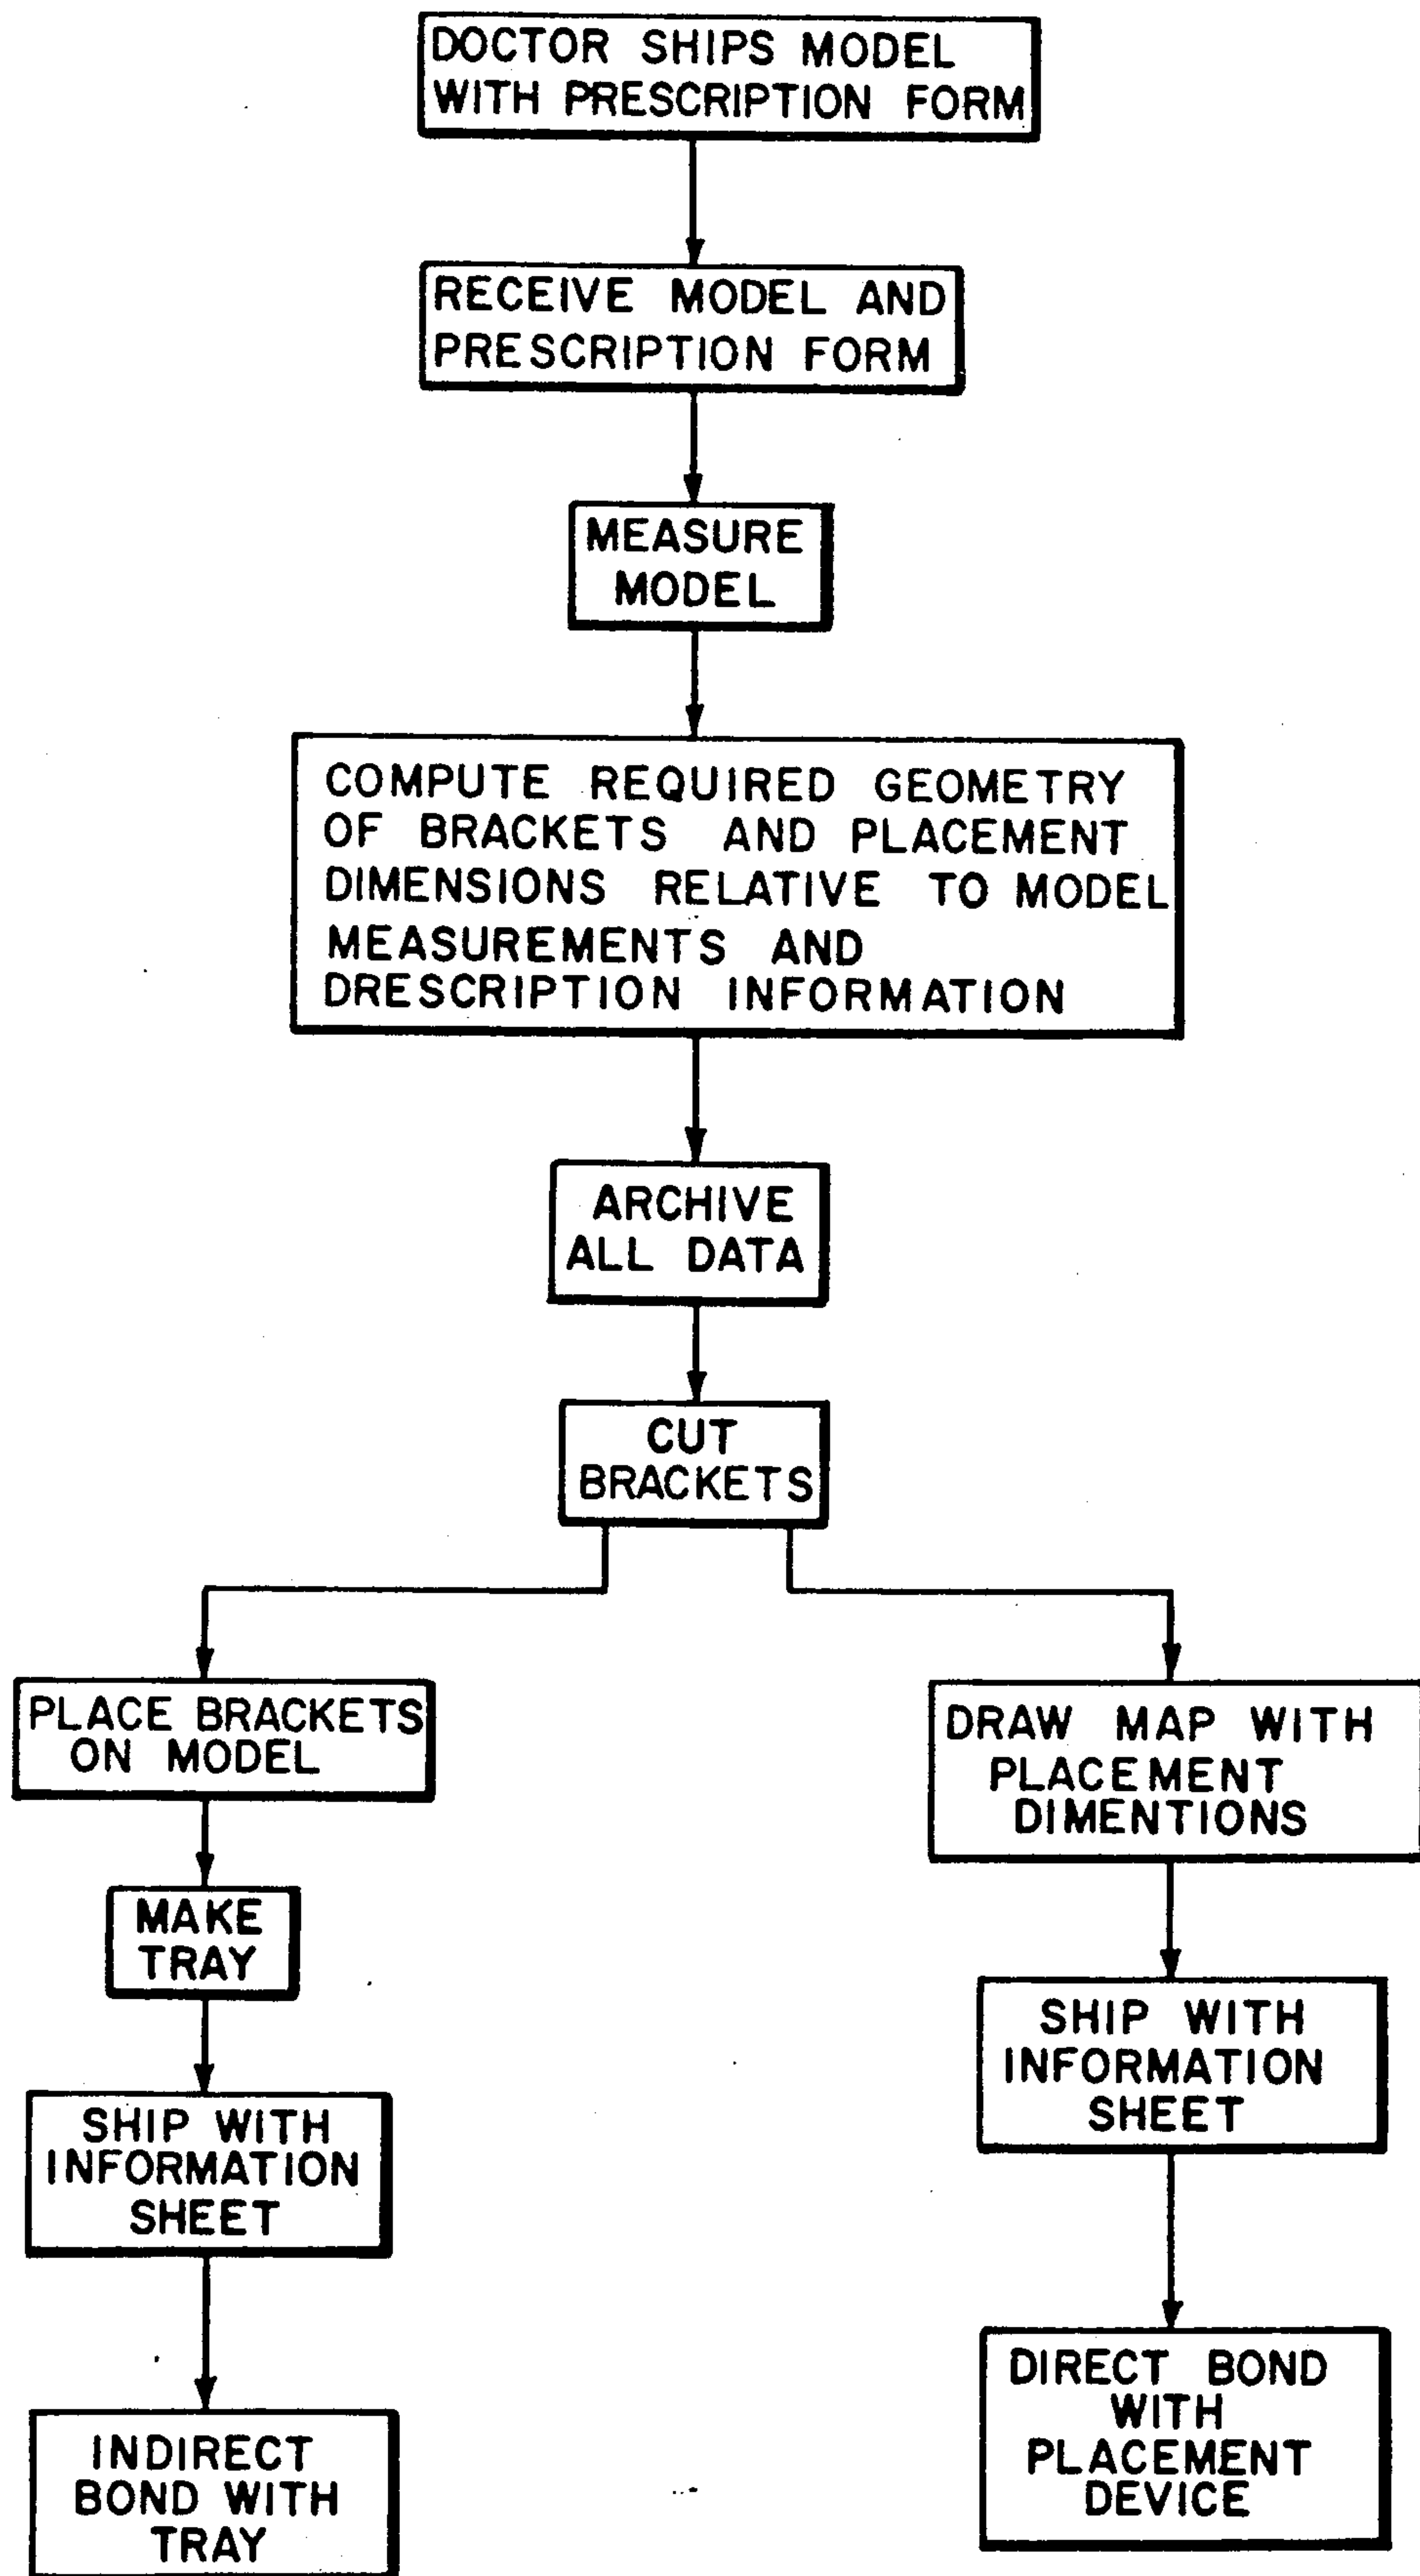 DOCTOR SHIPS MODEL
WITH PRESCRIPTION FORM
RECEIVE MODEL AND
PRESCRIPTION FORM
MEASURE
MODEL
COMPUTE REQUIRED GEOMETRY
OF BRACKETS AND PLACEMENT
DIMENSIONS RELATIVE TO MODEL
MEASUREMENTS AND
DRESCRIPTION INFORMATION
ARCHIVE
ALL DATA
CUT
BRACKETS
PLACE BRACKETS
ON MODEL
MAKE
TRAY
SHIP WITH
INFORMATION
SHEET
INDIRECT
BOND WITH
TRAY
DRAW MAP WITH
PLACEMENT
DIMENTIONS
SHIP WITH
INFORMATION
SHEET
DIRECT BOND
WITH
PLACEMENT
DEVICE